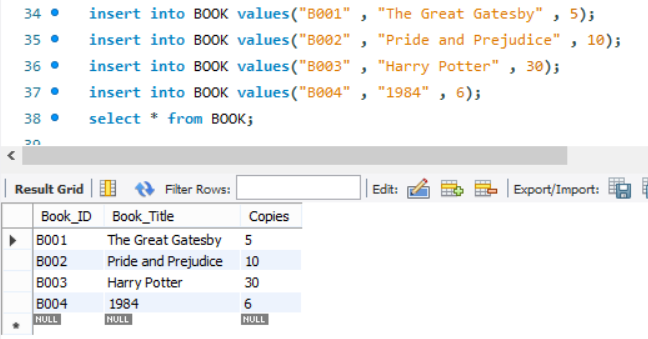 34 insert into BOOK values("B001" , "The Great Gatesby" , 5);
35 insert into BOOK values("B002" , "Pride and Prejudice" , 10);
36 insert into BOOK values("B003" , "Harry Potter" , 30);
37 insert into BOOK values("B004" , "1984" , 6);
38 select * from BOOK;
39
Result Grid Filter Rows: Edit: Export/Import:
Book_ID Book_Title Copies
B001 The Great Gatesby 5
B002 Pride and Prejudice 10
B003 Harry Potter 30
B004 1984 6
NULL NULL NULL